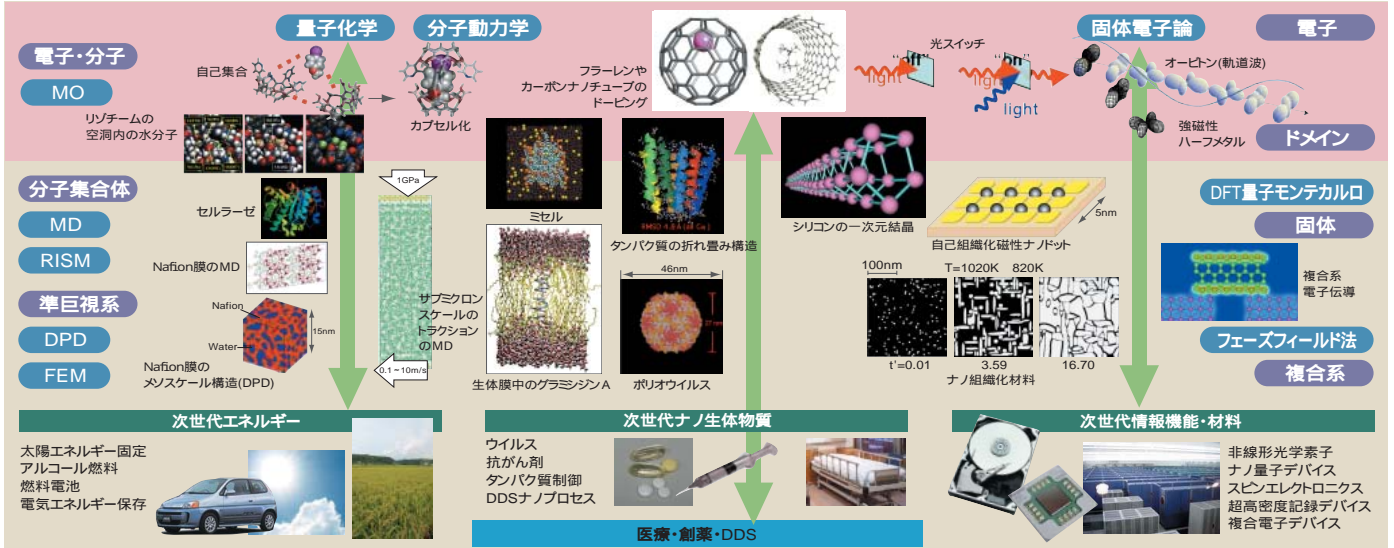 量子化学
分子動力学
固体電子論
電子
電子・分子
MO
自己集合
カプセル化
リゾチームの
空洞内の水分子
フラーレンや
カーボンナノチューブの
ドーピング
光スイッチ
"off"
light
"off"
light
light
オービトン(軌道波)
強磁性
ハーフメタル
ドメイン
分子集合体
MD
RISM
準巨視系
DPD
FEM
セルラーゼ
Nafion膜のMD
Nafion
Water
15nm
Nafion膜の
メソスケール構造(DPD)
1GPa
0.1~10m/s
サブミクロン
スケールの
トラクション
のMD
ミセル
生体膜中のグラミシジンA
RMSD 4.8A (68 Ca)
タンパク質の折れ畳み構造
46nm
ポリオウイルス
シリコンの一次元結晶
5nm
自己組織化磁性ナノドット
100nm
T=1020K
820K
t'=0.01
3.59
16.70
ナノ組織化材料
DFT量子モンテカルロ
固体
複合系
電子伝導
フェーズフィールド法
複合系
次世代エネルギー
太陽エネルギー固定
アルコール燃料
燃料電池
電気エネルギー保存
次世代ナノ生体物質
ウイルス
抗がん剤
タンパク質制御
DDSナノプロセス
医療・創薬・DDS
次世代情報機能・材料
非線形光学素子
ナノ量子デバイス
スピンエレクトロニクス
超高密度記録デバイス
複合電子デバイス